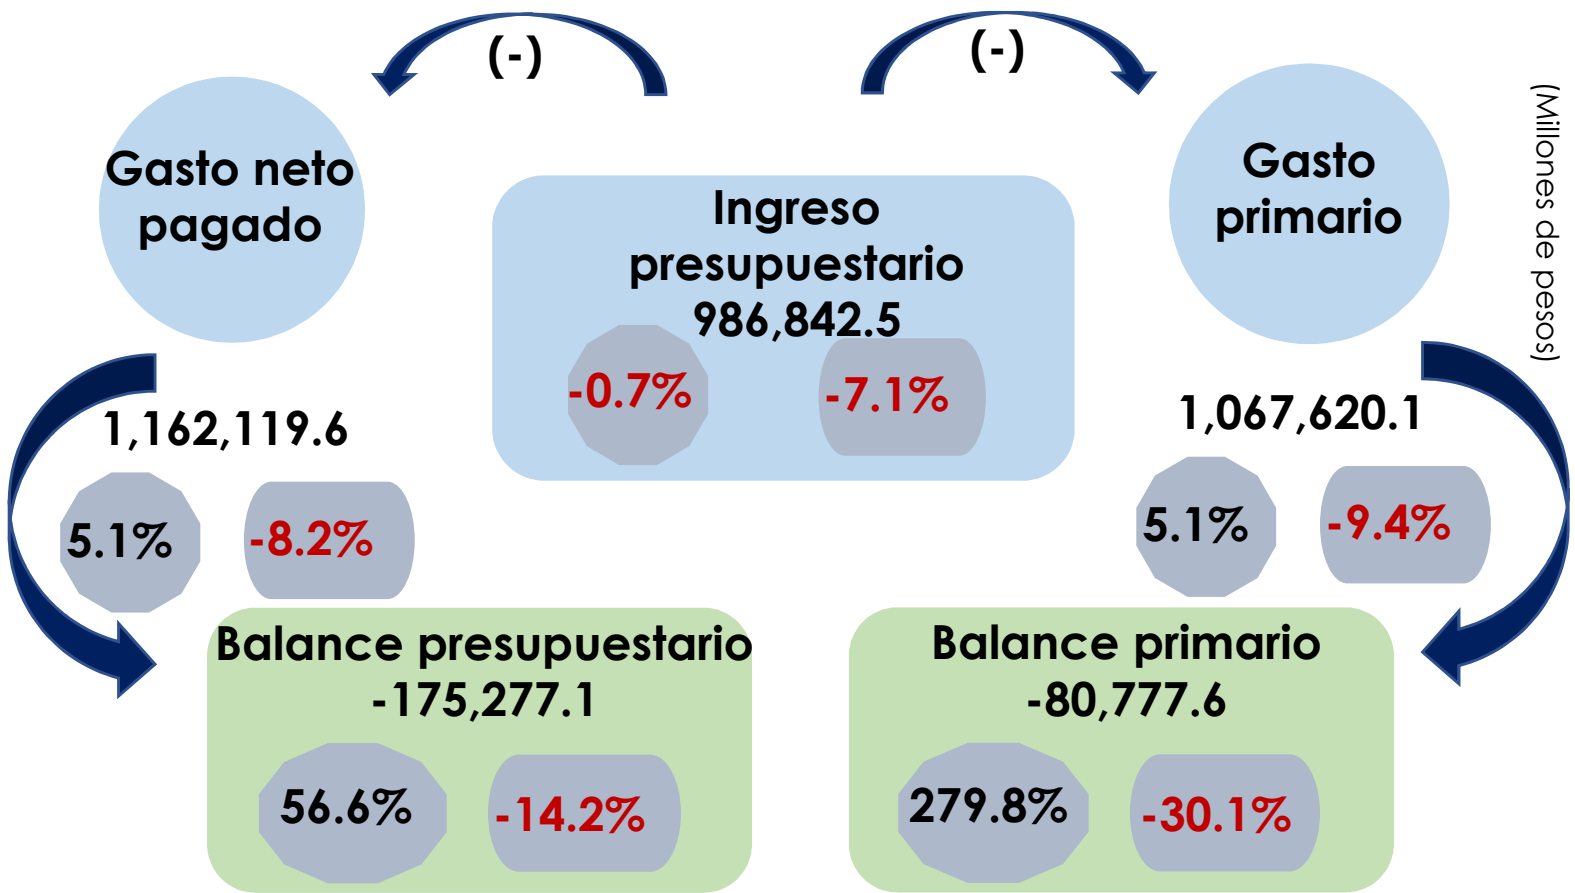 (-)
(-)
Gasto neto
pagado
Ingreso
presupuestario
986,842.5
-0.7%
-7.1%
Gasto
primario
(Millones de pesos)
1,162,119.6
5.1%
-8.2%
1,067,620.1
5.1%
-9.4%
Balance presupuestario
-175,277.1
56.6%
-14.2%
Balance primario
-80,777.6
279.8%
-30.1%